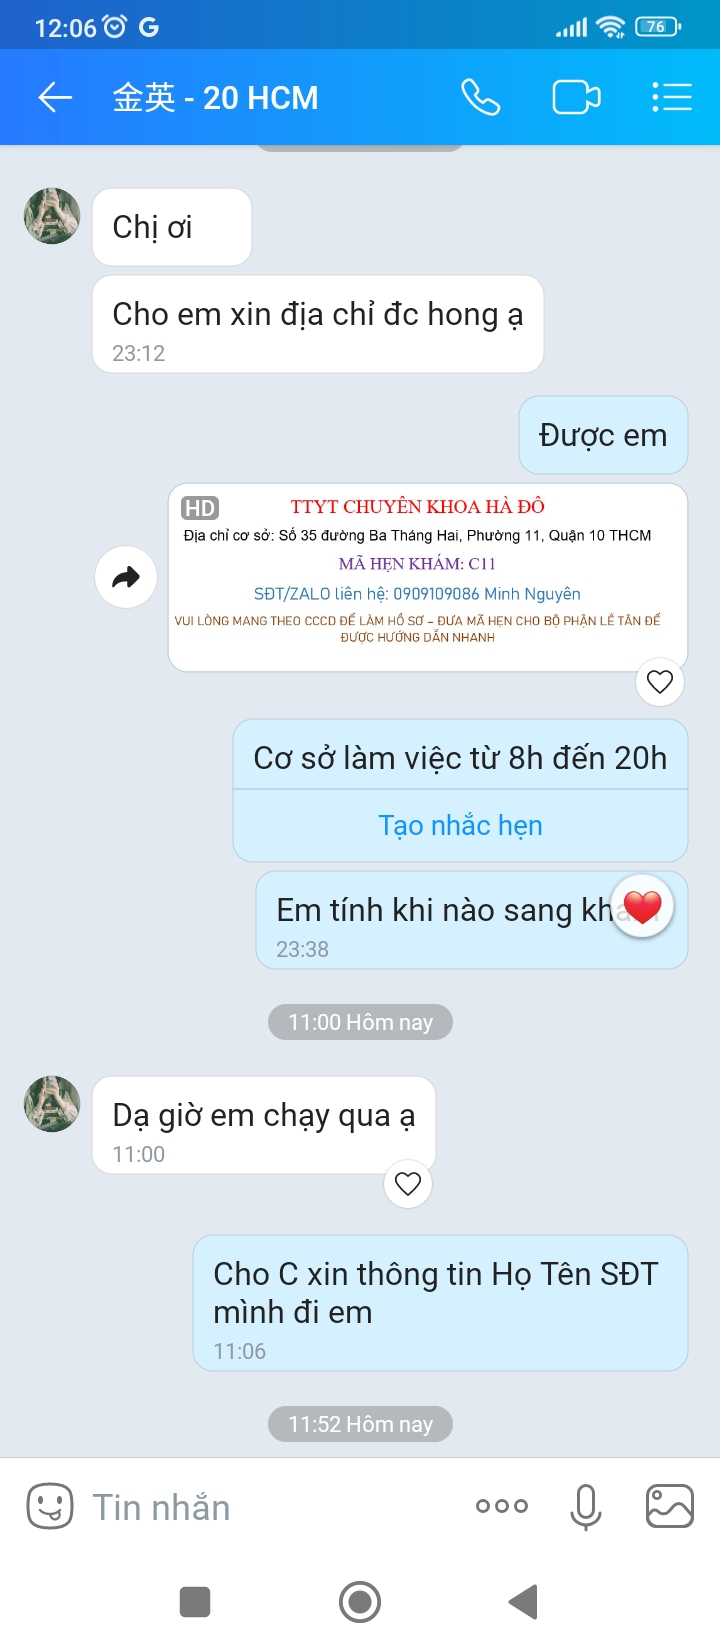 12:06 G 76
金英 - 20 HCM
Chị ơi
Cho em xin địa chỉ đc hong ạ
23:12
Được em
HD
TTYT CHUYÊN KHOA HÀ ĐÔ
Địa chỉ cơ sở: Số 35 đường Ba Tháng Hai, Phường 11, Quận 10 THCM
MÃ HẸN KHÁM: C11
SĐT/ZALO liên hệ: 0909109086 Minh Nguyên
VUI LÒNG MANG THEO CCCD ĐỂ LÀM HỒ SƠ – ĐƯA MÃ HẸN CHO BỘ PHẬN LỄ TÂN ĐỂ
ĐƯỢC HƯỚNG DẪN NHANH
Cơ sở làm việc từ 8h đến 20h
Tạo nhắc hẹn
Em tính khi nào sang khám
23:38
11:00 Hôm nay
Dạ giờ em chạy qua ạ
11:00
Cho C xin thông tin Họ Tên SĐT
mình đi em
11:06
11:52 Hôm nay
Tin nhắn